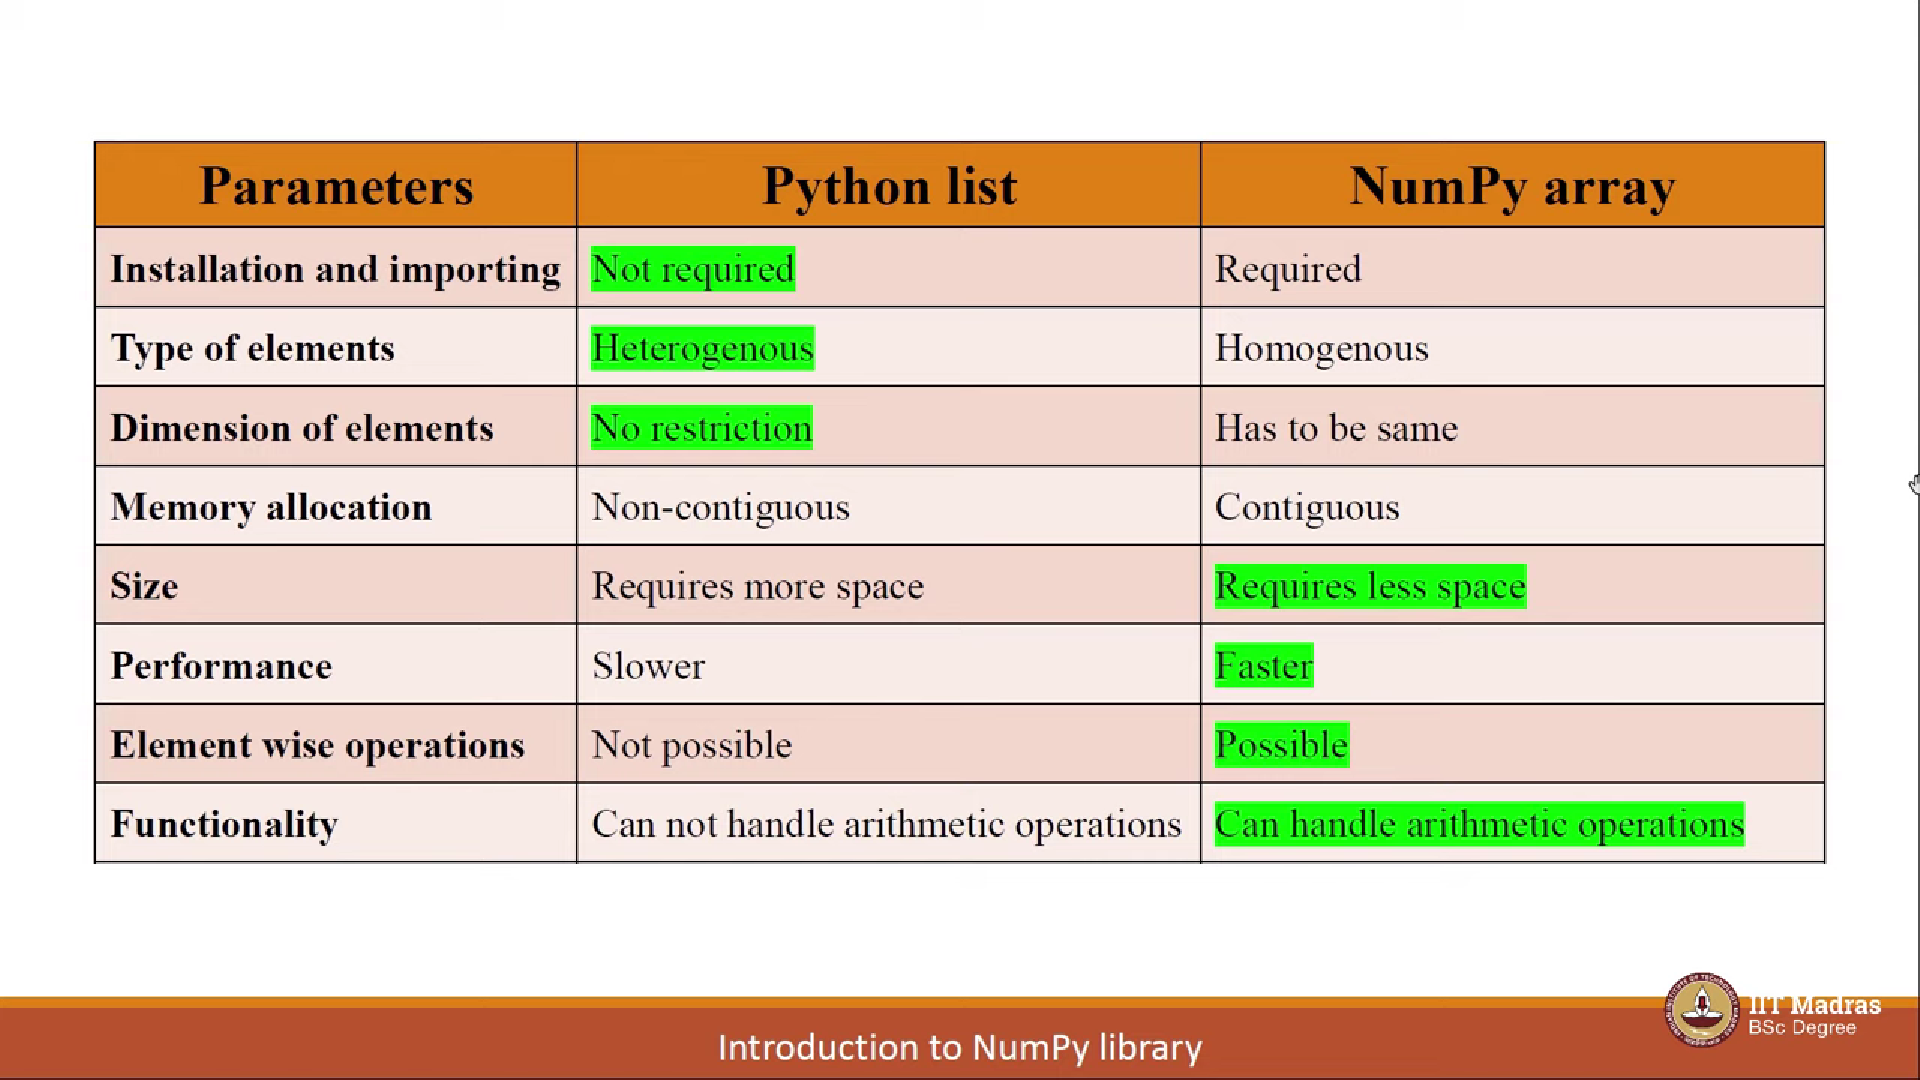 Parameters Python list NumPy array
Installation and importing Not required Required
Type of elements Heterogenous Homogenous
Dimension of elements No restriction Has to be same
Memory allocation Non-contiguous Contiguous
Size Requires more space Requires less space
Performance Slower Faster
Element wise operations Not possible Possible
Functionality Can not handle arithmetic operations Can handle arithmetic operations
IIT Madras
BSc Degree
Introduction to NumPy library